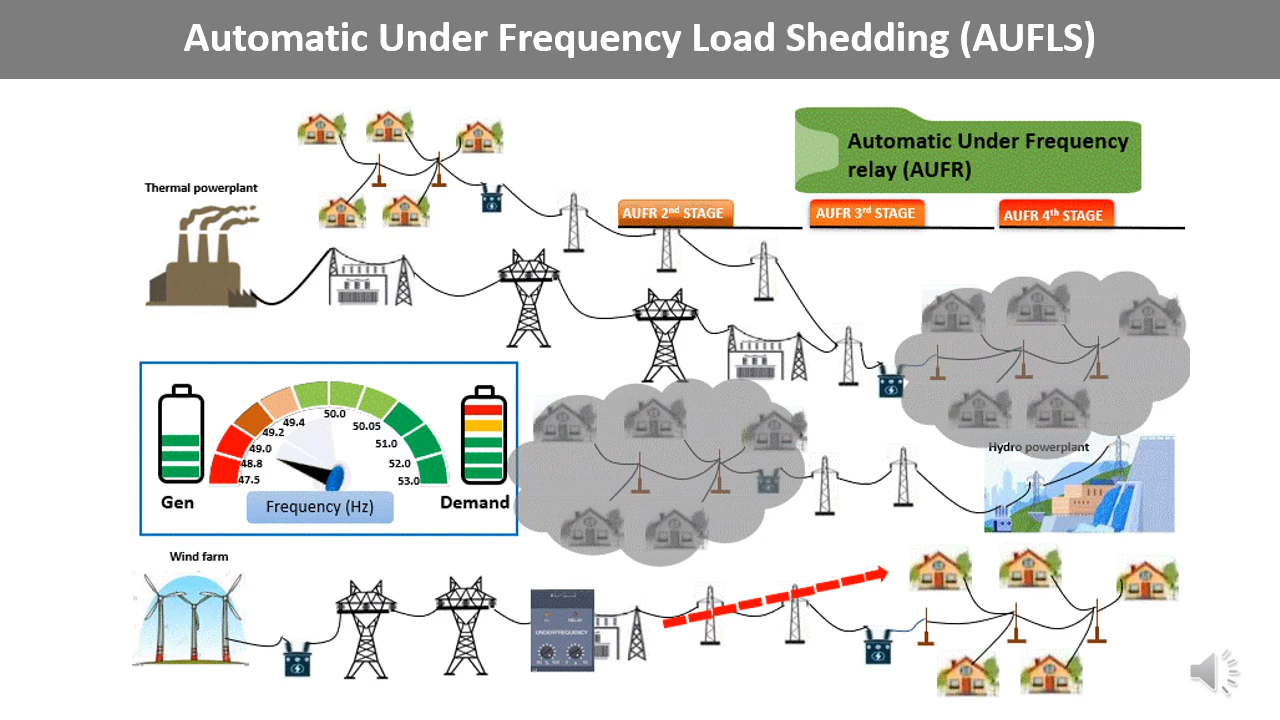 Automatic Under Frequency Load Shedding (AUFLS)
Automatic Under Frequency
relay (AUFR)
Thermal powerplant
AUFR 2nd STAGE
AUFR 3rd STAGE
AUFR 4th STAGE
50.0
49.4
50.05
49.2
51.0
49.0
48.8
52.0
47.5
53.0
Gen
Frequency (Hz)
Demand
Hydro powerplant
Wind farm
RELAY
UNDERFREQUENCY